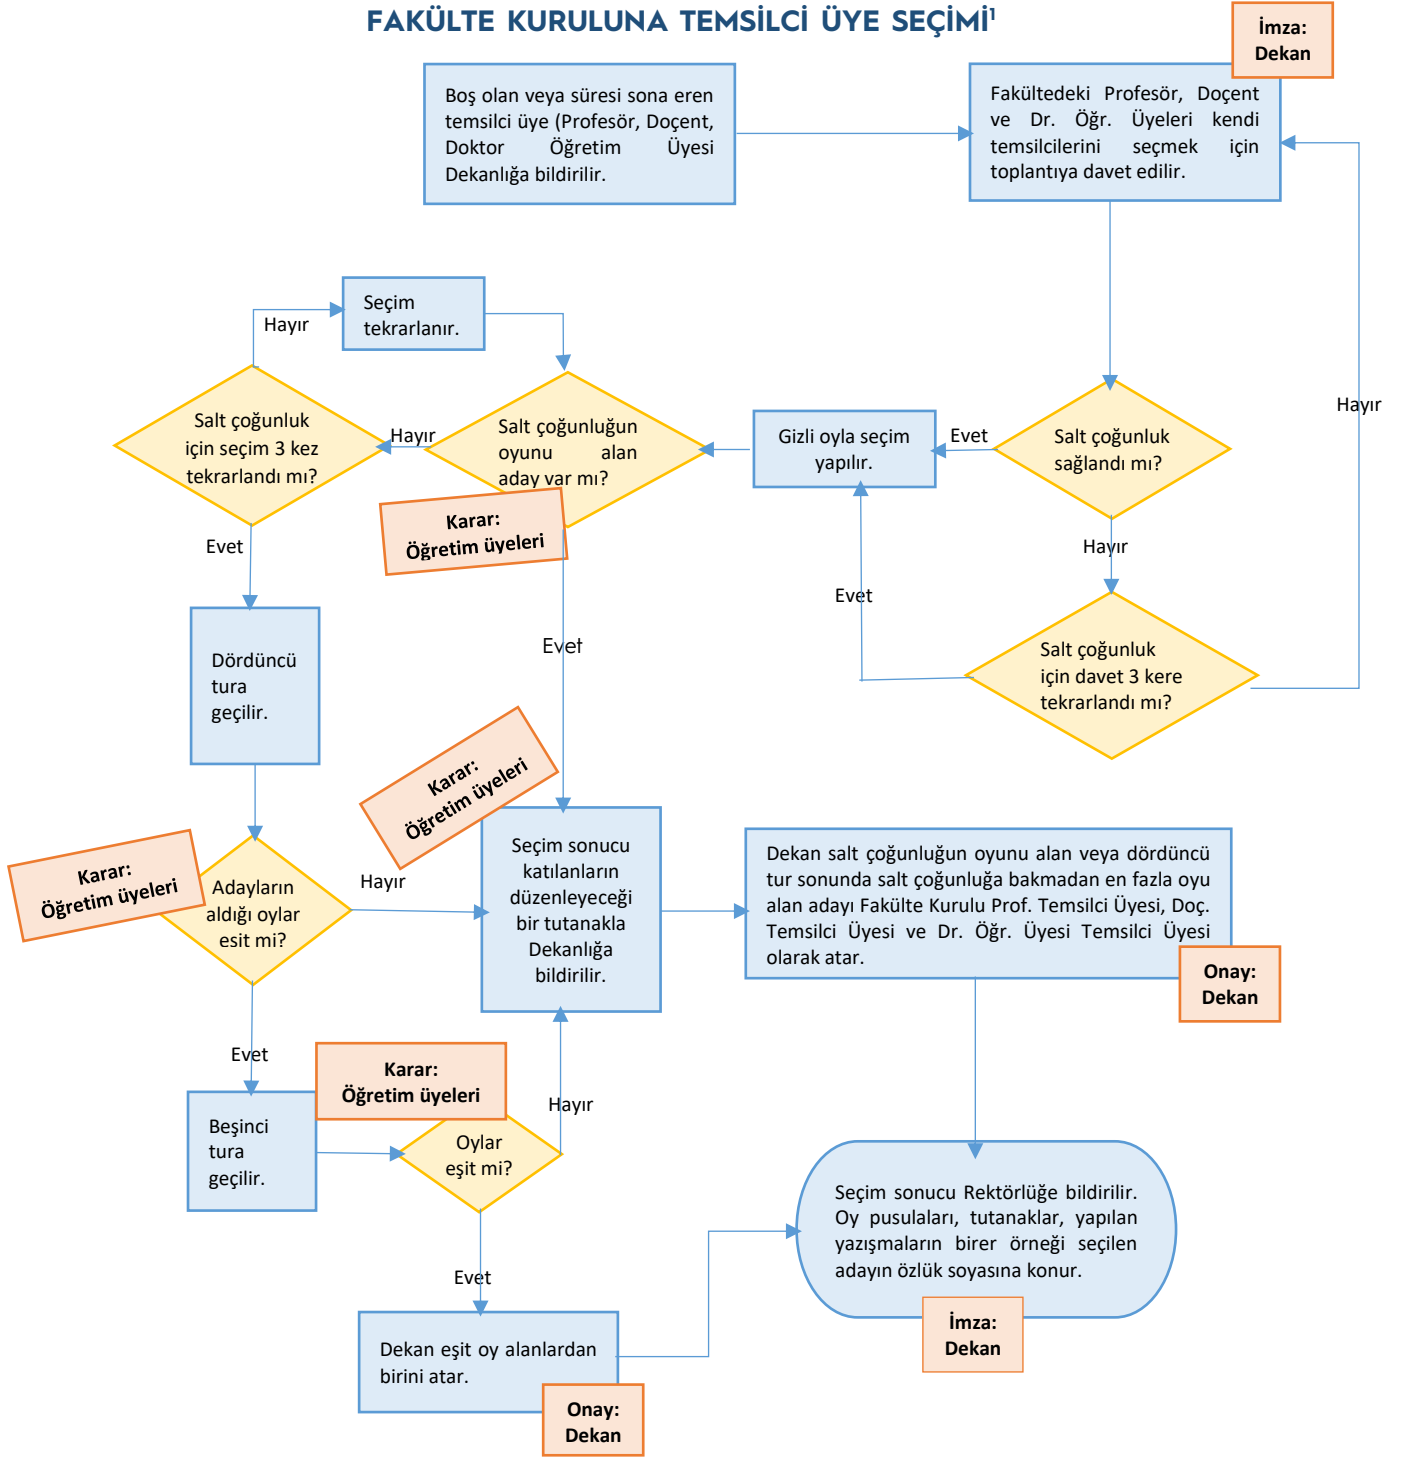 FAKÜLTE KURULUNA TEMSİLCİ ÜYE SEÇİMİ¹
İmza:
Dekan
Boş olan veya süresi sona eren
temsilci üye (Profesör, Doçent,
Doktor Öğretim Üyesi
Dekanlığa bildirilir.
Fakültedeki Profesör, Doçent
ve Dr. Öğr. Üyeleri kendi
temsilcilerini seçmek için
toplantıya davet edilir.
Seçim
tekrarlanır.
Hayır
Hayır
Salt çoğunluk
için seçim 3 kez
tekrarlandı mı?
Hayır
Salt çoğunluğun
oyunu alan
aday var mı?
Gizli oyla seçim
yapılır.
Evet
Salt çoğunluk
sağlandı mı?
Karar:
Öğretim üyeleri
Evet
Hayır
Evet
Evet
Salt çoğunluk
için davet 3 kere
tekrarlandı mı?
Dördüncü
tura
geçilir.
Karar:
Öğretim üyeleri
Karar:
Öğretim üyeleri
Adayların
aldığı oylar
esit mi?
Hayır
Seçim sonucu
katılanların
düzenleyeceği
bir tutanakla
Dekanlığa
bildirilir.
Dekan salt çoğunluğun oyunu alan veya dördüncü
tur sonunda salt çoğunluğa bakmadan en fazla oyu
alan adayı Fakülte Kurulu Prof. Temsilci Üyesi, Doç.
Temsilci Üyesi ve Dr. Öğr. Üyesi Temsilci Üyesi
olarak atar.
Onay:
Dekan
Evet
Karar:
Öğretim üyeleri
Hayır
Beşinci
tura
geçilir.
Oylar
eşit mi?
Seçim sonucu Rektörlüğe bildirilir.
Oy pusulaları, tutanaklar, yapılan
yazışmaların birer örneği seçilen
adayın özlük soyasına konur.
Evet
İmza:
Dekan
Dekan eşit oy alanlardan
birini atar.
Onay:
Dekan